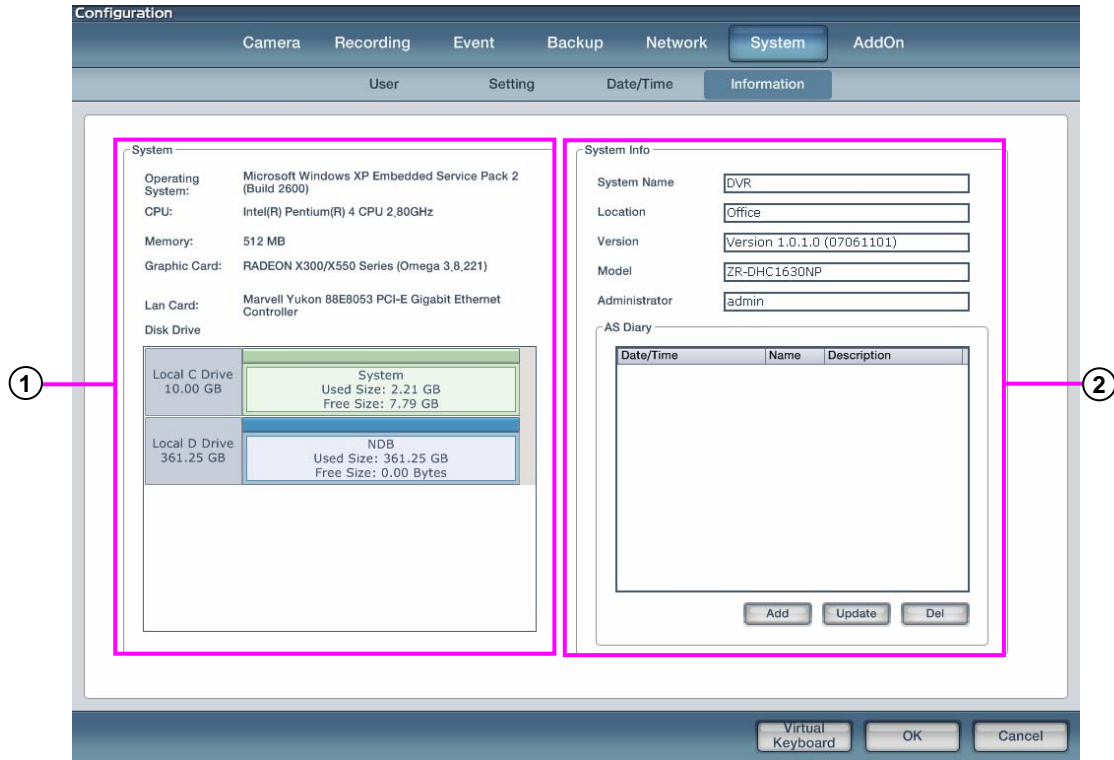 Configuration
Camera Recording Event Backup Network System AddOn
User Setting Date/Time Information
System
Operating System:
Microsoft Windows XP Embedded Service Pack 2
(Build 2600)
CPU: Intel(R) Pentium(R) 4 CPU 2,80GHz
Memory: 512 MB
Graphic Card: RADEON X300/X550 Series (Omega 3,8,221)
Lan Card:
Marvell Yukon 88E8053 PCI-E Gigabit Ethernet
Controller
Disk Drive
Local C Drive
10.00 GB
System
Used Size: 2.21 GB
Free Size: 7.79 GB
Local D Drive
361.25 GB
NDB
Used Size: 361.25 GB
Free Size: 0.00 Bytes
1
System Info
System Name DVR
Location Office
Version Version 1.0.1.0 (07061101)
Model ZR-DHC1630NP
Administrator admin
AS Diary
Date/Time Name Description
Add Update Del
2
Virtual
Keyboard
OK Cancel